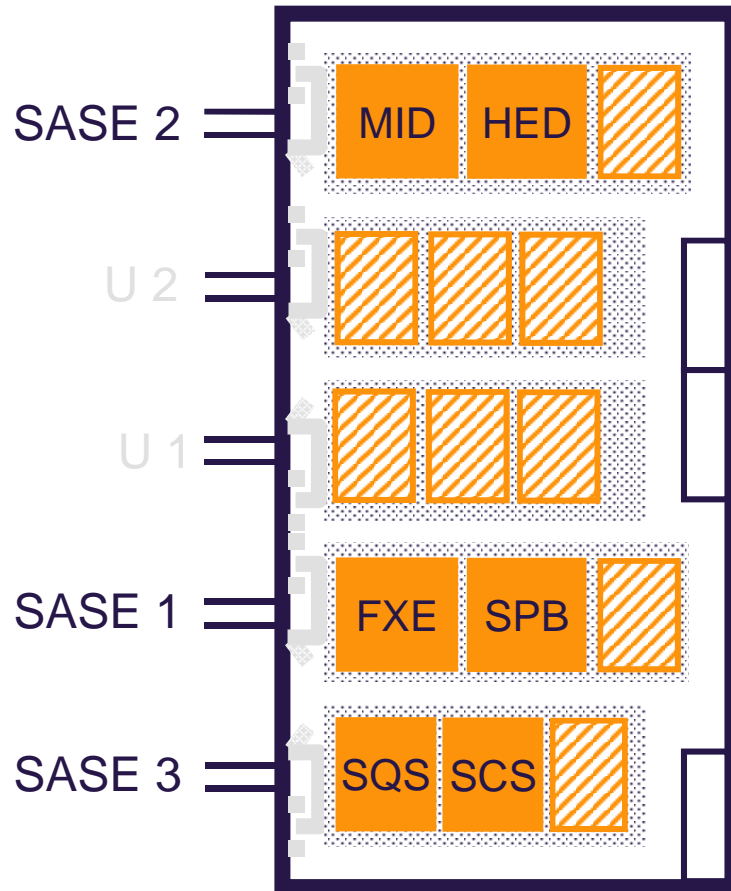 SASE 2
MID HED
U 2
U 1
SASE 1
FXE SPB
SASE 3
SQS SCS